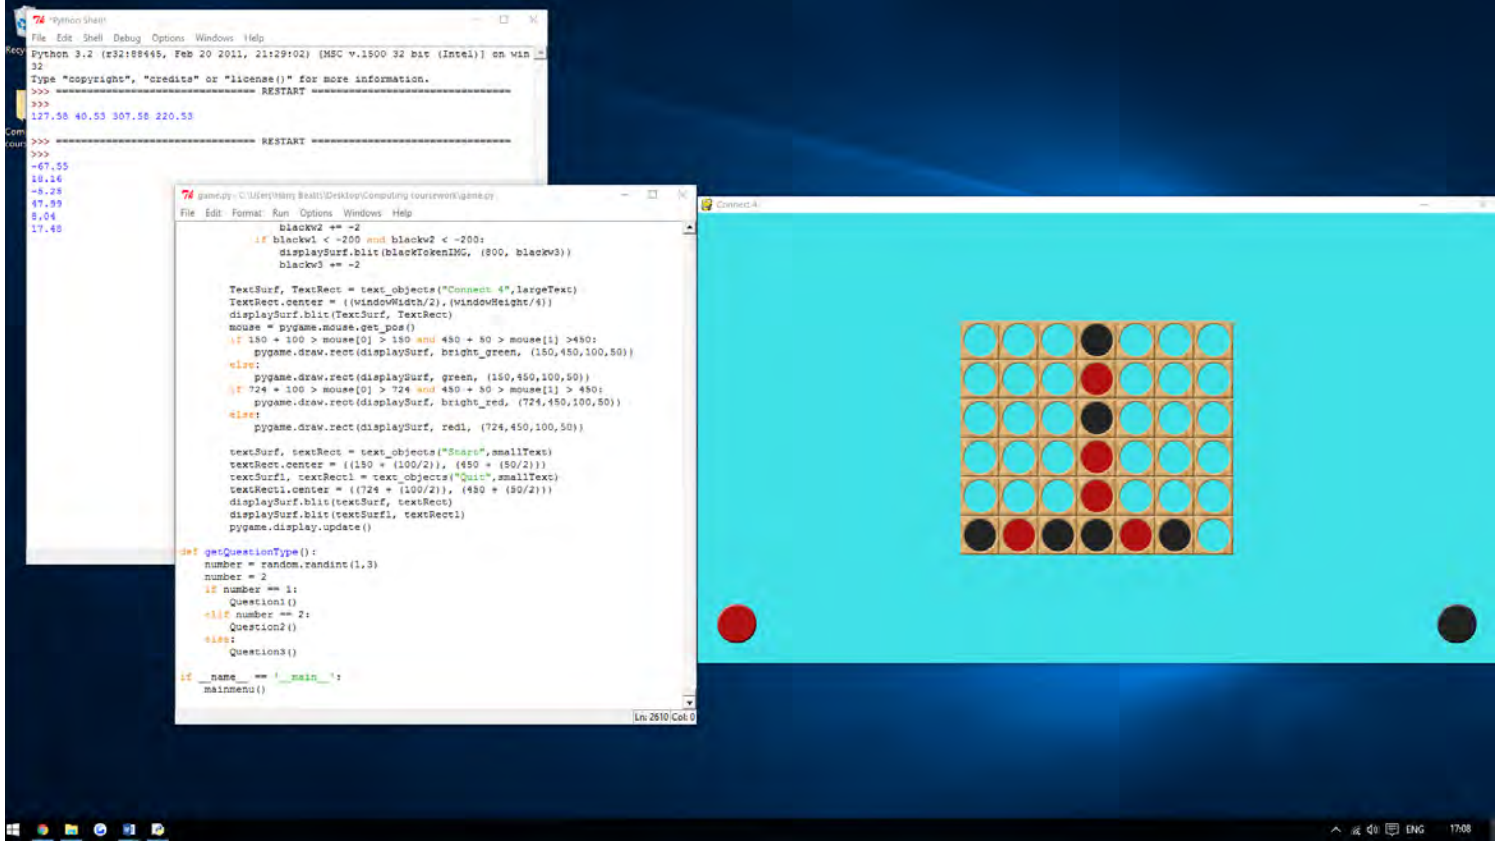 *Python Shell*
File Edit Shell Debug Options Windows Help
Python 3.2 (r32:88445, Feb 20 2011, 21:29:02) [MSC v.1500 32 bit (Intel)] on win
32
Type "copyright", "credits" or "license()" for more information.
>>> ================================ RESTART ================================
>>>
127.58 40.53 307.58 220.53
>>> ================================ RESTART ================================
>>>
-67.55
18.16
-5.28
47.99
8.04
17.48
game.py - C:\Users\Harry Beatts\Desktop\Computing coursework\game.py
File Edit Format Run Options Windows Help
blackw2 += -2
if blackw1 < -200 and blackw2 < -200:
displaySurf.blit(blackTokenIMG, (800, blackw3))
blackw3 += -2
TextSurf, TextRect = text_objects("Connect 4",largeText)
TextRect.center = ((windowWidth/2),(windowHeight/4))
displaySurf.blit(TextSurf, TextRect)
mouse = pygame.mouse.get_pos()
if 150 + 100 > mouse[0] > 150 and 450 + 50 > mouse[1] >450:
pygame.draw.rect(displaySurf, bright_green, (150,450,100,50))
else:
pygame.draw.rect(displaySurf, green, (150,450,100,50))
if 724 + 100 > mouse[0] > 724 and 450 + 50 > mouse[1] > 450:
pygame.draw.rect(displaySurf, bright_red, (724,450,100,50))
else:
pygame.draw.rect(displaySurf, red1, (724,450,100,50))
textSurf, textRect = text_objects("Start",smallText)
textRect.center = ((150 + (100/2)), (450 + (50/2)))
textSurf1, textRect1 = text_objects("Quit",smallText)
textRect1.center = ((724 + (100/2)), (450 + (50/2)))
displaySurf.blit(textSurf, textRect)
displaySurf.blit(textSurf1, textRect1)
pygame.display.update()
def getQuestionType():
number = random.randint(1,3)
number = 2
if number == 1:
Question1()
elif number == 2:
Question2()
else:
Question3()
if __name__ == '__main__':
mainmenu()
Ln: 2610 Col: 0
Connect 4
ENG 17:08